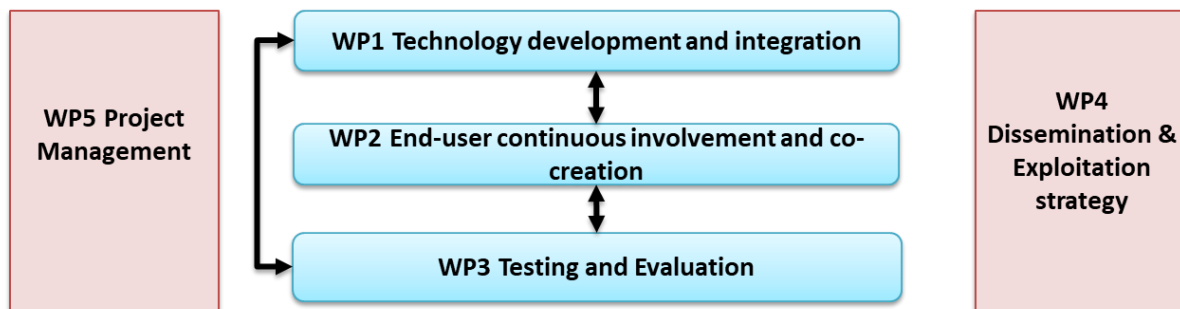 WP5 Project
Management
WP1 Technology development and integration
WP2 End-user continuous involvement and co-
creation
WP3 Testing and Evaluation
WP4
Dissemination &
Exploitation
strategy